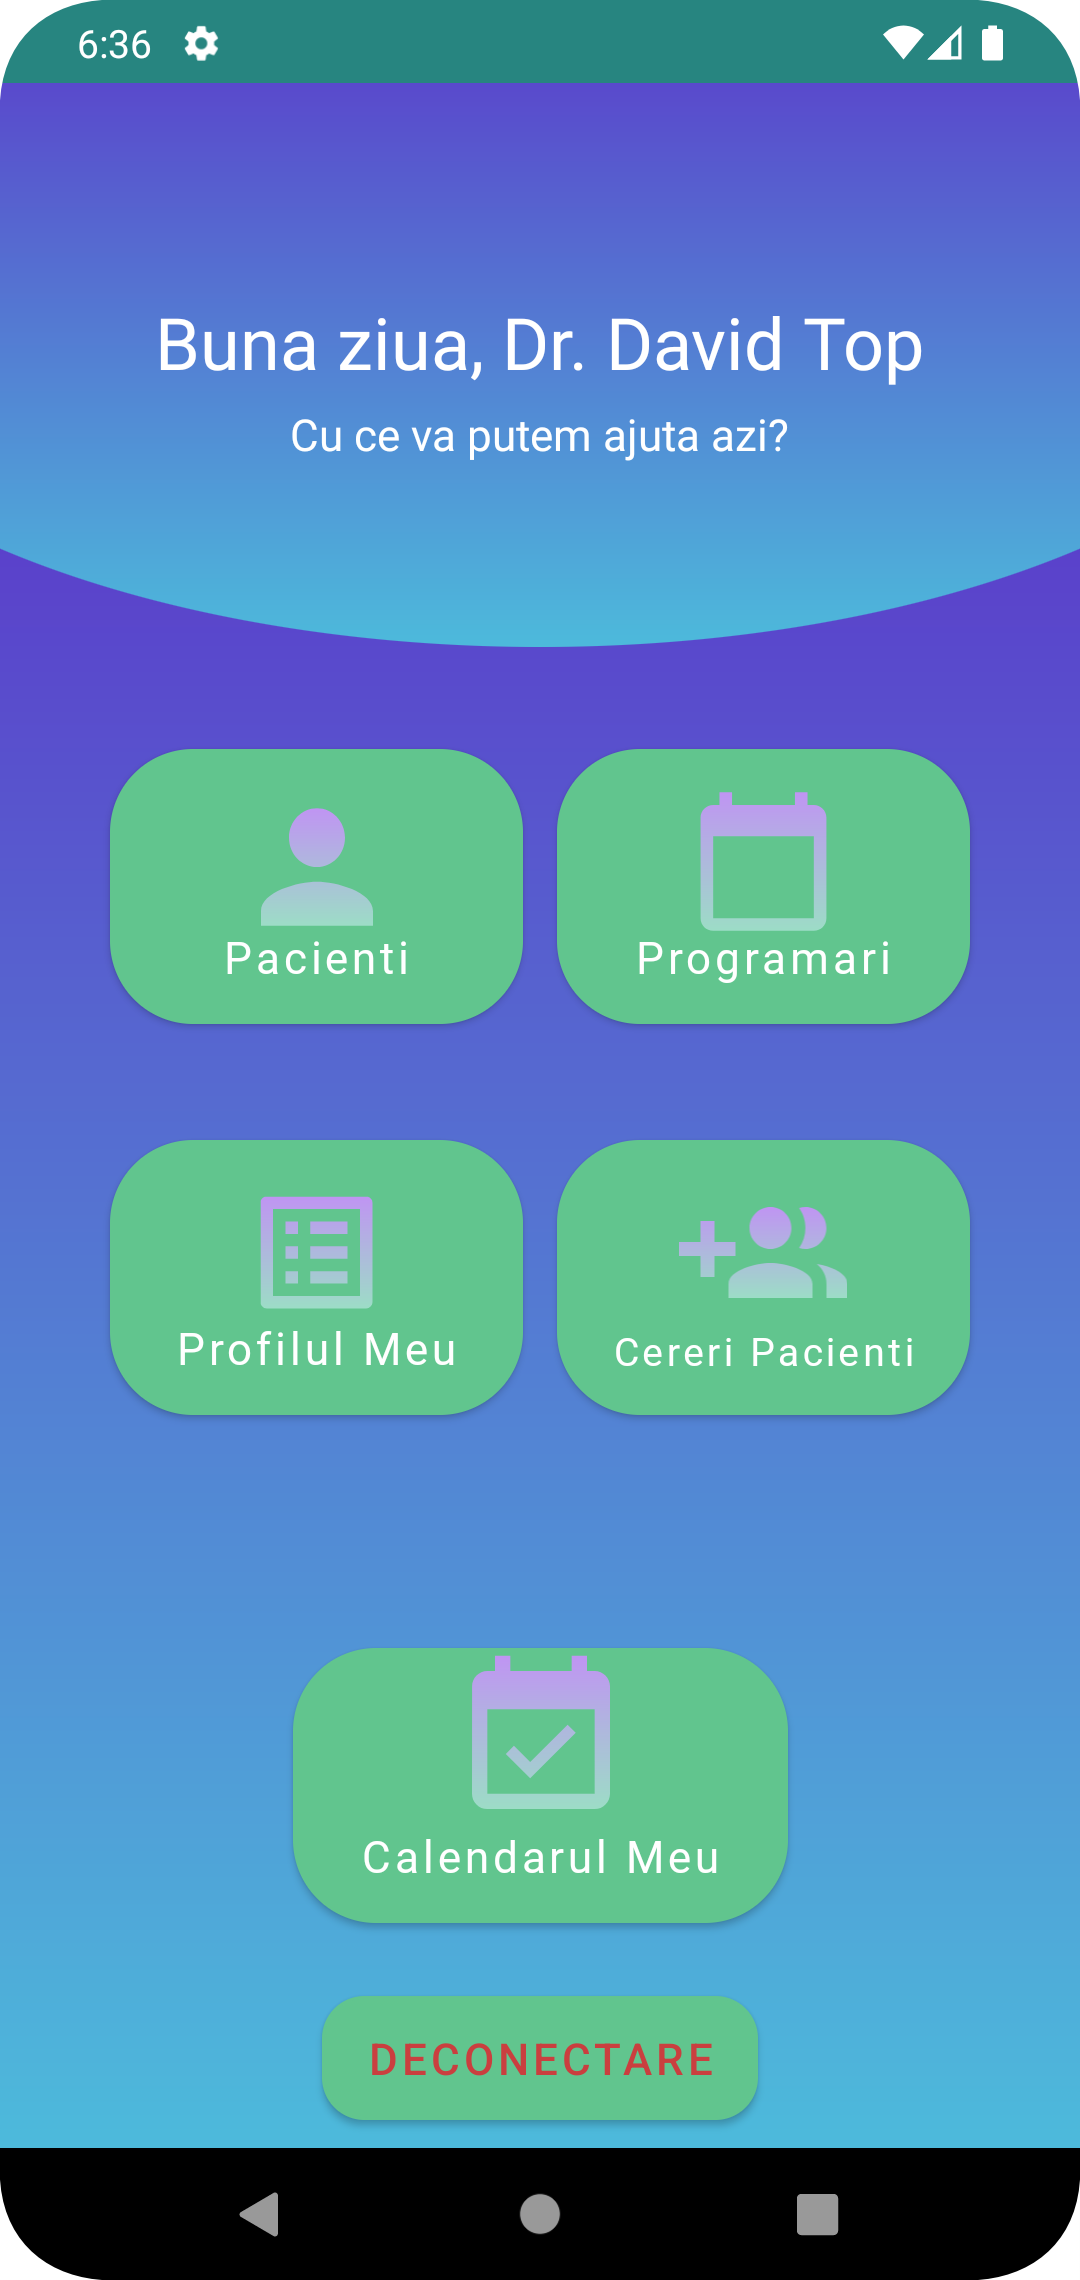 6:36
Buna ziua, Dr. David Top
Cu ce va putem ajuta azi?
Pacienti
Programari
Profilul Meu
Cereri Pacienti
Calendarul Meu
DECONECTARE